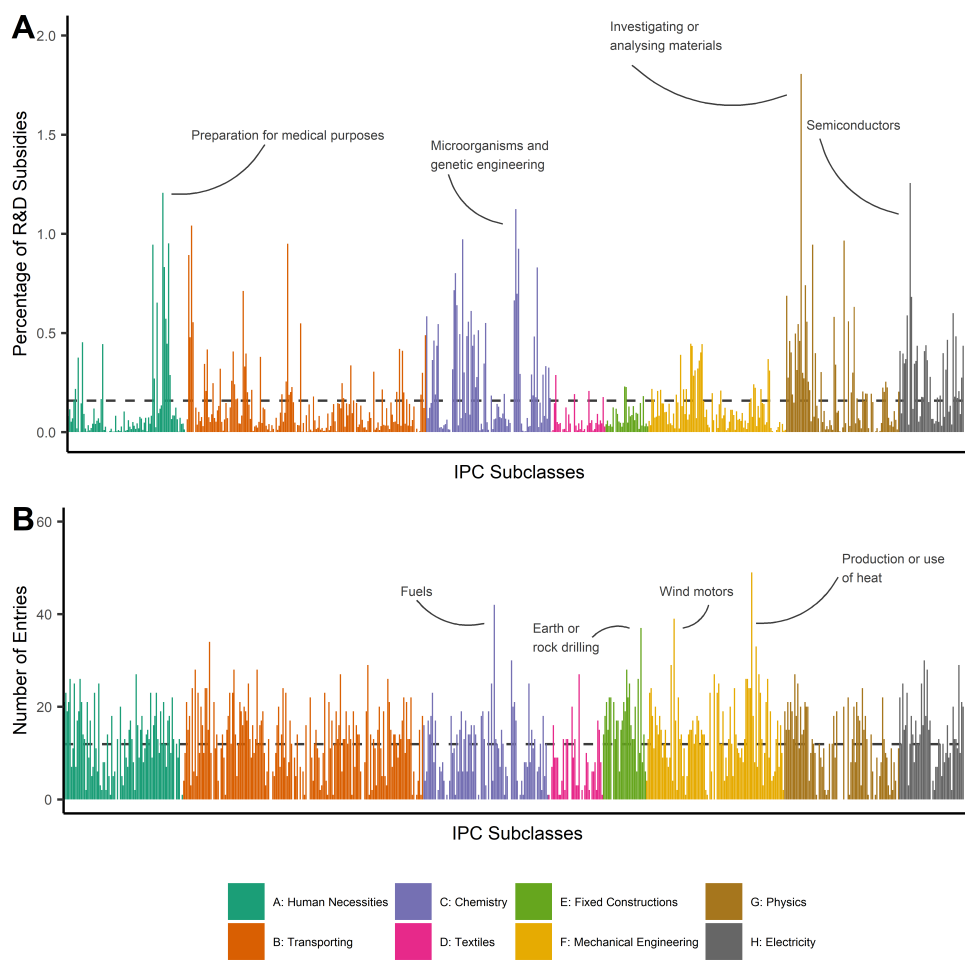 A
Percentage of R&D Subsidies
2.0
1.5
1.0
0.5
0.0
Investigating or
analysing materials
Semiconductors
Preparation for medical purposes
Microorganisms and
genetic engineering
IPC Subclasses
B
Number of Entries
60
40
20
0
Production or use
of heat
Fuels
Wind motors
Earth or
rock drilling
IPC Subclasses
A: Human Necessities
C: Chemistry
E: Fixed Constructions
G: Physics
B: Transporting
D: Textiles
F: Mechanical Engineering
H: Electricity